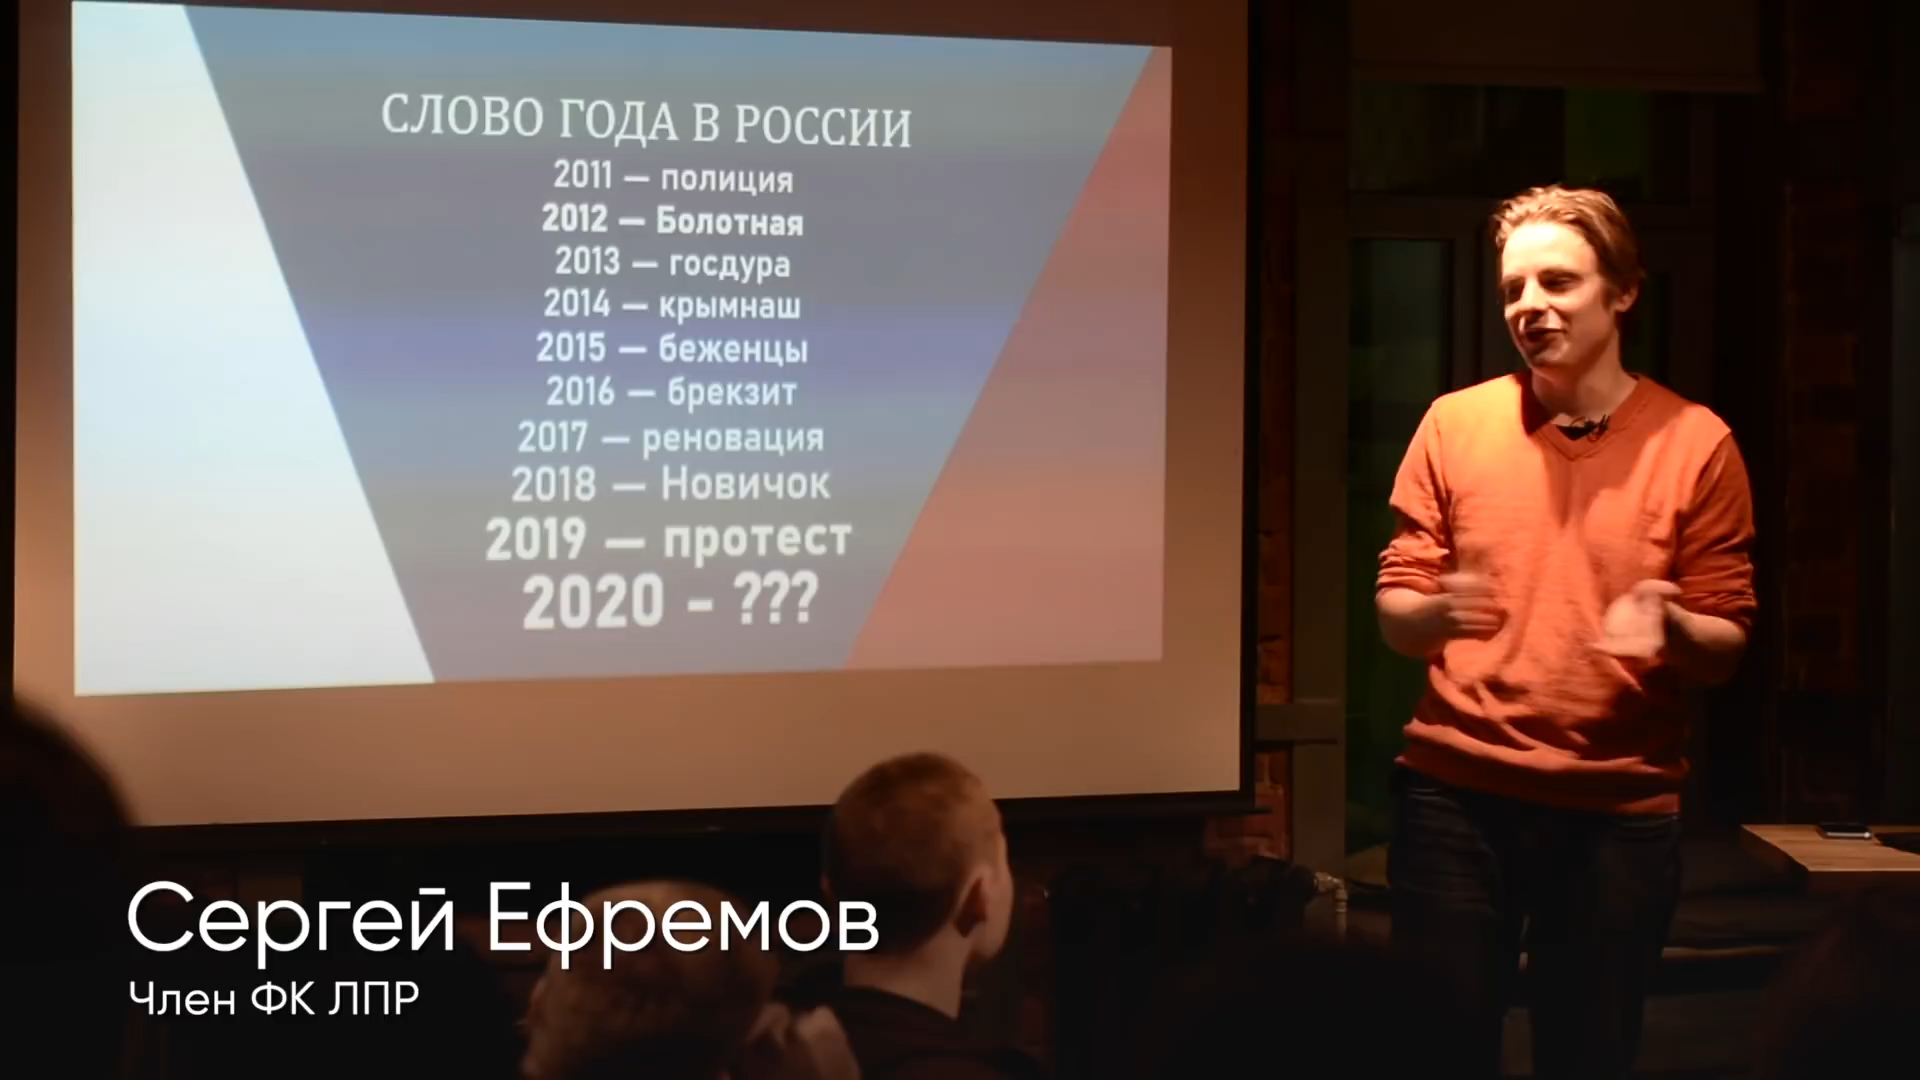 СЛОВО ГОДА В РОССИИ
2011 — полиция
2012 — Болотная
2013 — госдура
2014 — крымнаш
2015 — беженцы
2016 — брекзит
2017 — реновация
2018 — Новичок
2019 — протест
2020 - ???
Сергей Ефремов
Член ФК ЛПР